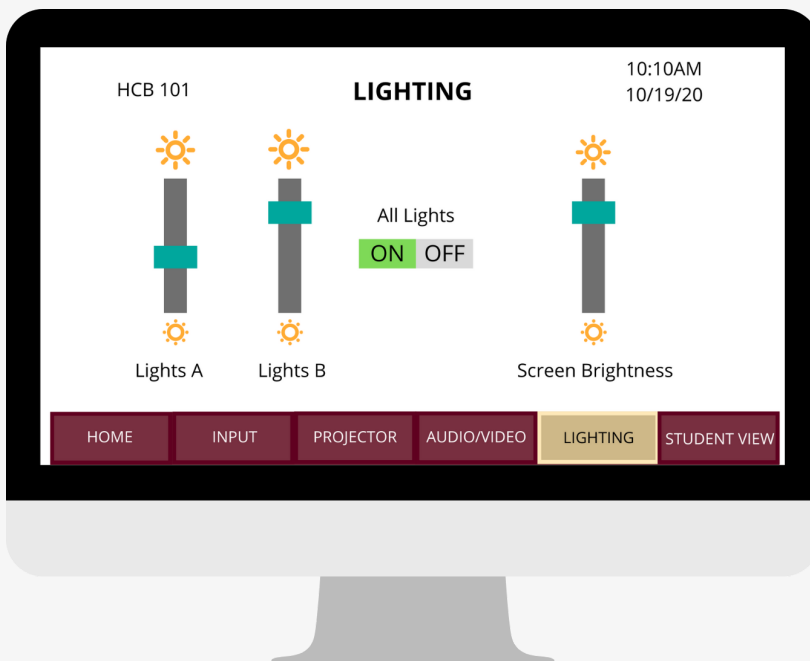 HCB 101
LIGHTING
10:10AM
10/19/20
All Lights
ON OFF
Lights A
Lights B
Screen Brightness
HOME
INPUT
PROJECTOR
AUDIO/VIDEO
LIGHTING
STUDENT VIEW